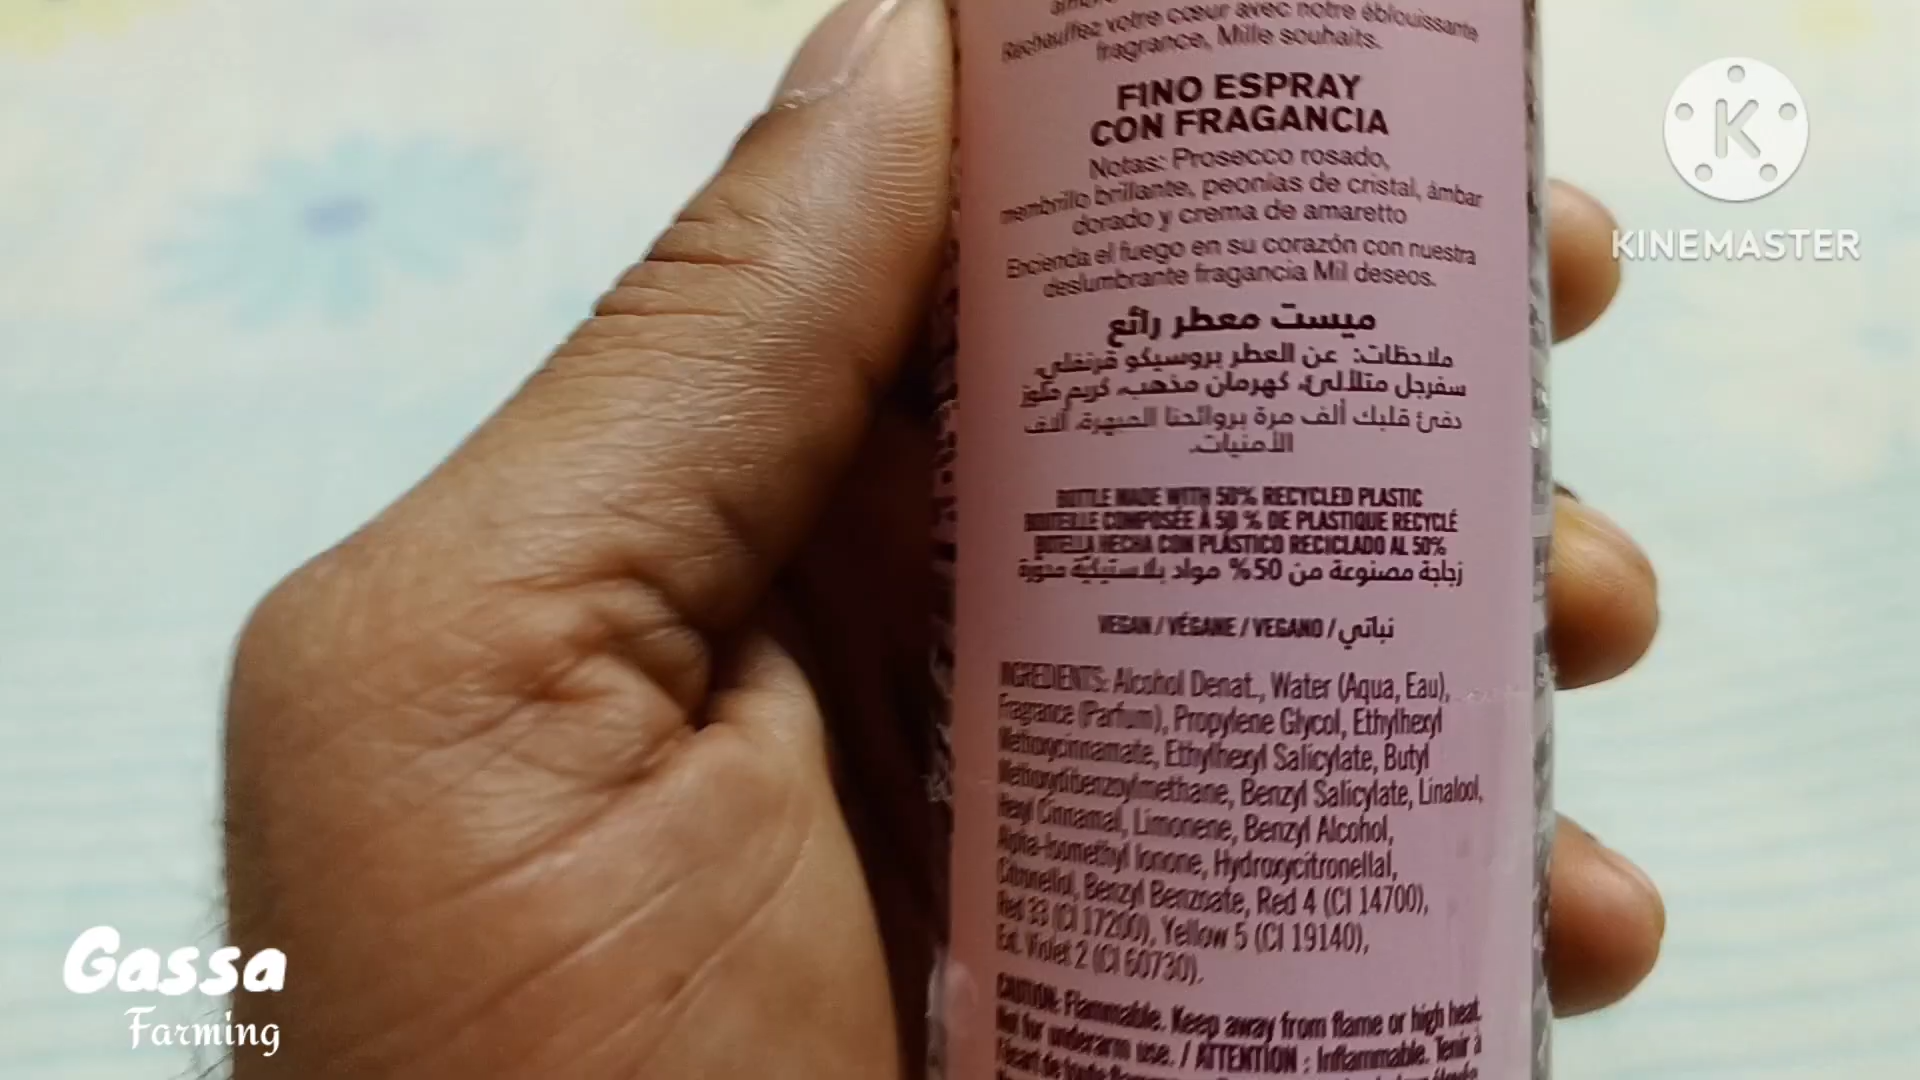 Réchauffez votre cœur avec notre éblouissante
fragrance, Mille souhaits.
FINO ESPRAY
CON FRAGANCIA
Notas: Prosecco rosado,
membrillo brillante, peonías de cristal, ámbar
dorado y crema de amaretto
Encienda el fuego en su corazón con nuestra
deslumbrante fragancia Mil deseos.
ميست معطر رائع
ملاحظات: عن العطر بروسيكو قرنفلي،
سفرجل متلألئ، كهرمان مذهب، كريم
دفئ قلبك ألف مرة بروائحنا المبهرة، آلاف
الأمنيات.
BOTTLE MADE WITH 50% RECYCLED PLASTIC
BOUTEILLE COMPOSÉE À 50 % DE PLASTIQUE RECYCLÉ
BOTELLA HECHA CON PLÁSTICO RECICLADO AL 50%
زجاجة مصنوعة من 50% مواد بلاستيكية مدورة
VEGAN / VÉGANE / VEGANO / نباتي
INGREDIENTS: Alcohol Denat., Water (Aqua, Eau),
Fragrance (Parfum), Propylene Glycol, Ethylhexyl
Methoxycinnamate, Ethylhexyl Salicylate, Butyl
Methoxydibenzoylmethane, Benzyl Salicylate, Linalool,
Hexyl Cinnamal, Limonene, Benzyl Alcohol,
Alpha-Isomethyl Ionone, Hydroxycitronellal,
Citronellol, Benzyl Benzoate, Red 4 (CI 14700),
Red 33 (CI 17200), Yellow 5 (CI 19140),
Ext. Violet 2 (CI 60730).
CAUTION: Flammable. Keep away from flame or high heat.
Not for underarm use. / ATTENTION : Inflammable. Tenir à
l'écart de toute
KINEMASTER
Gassa
Farming